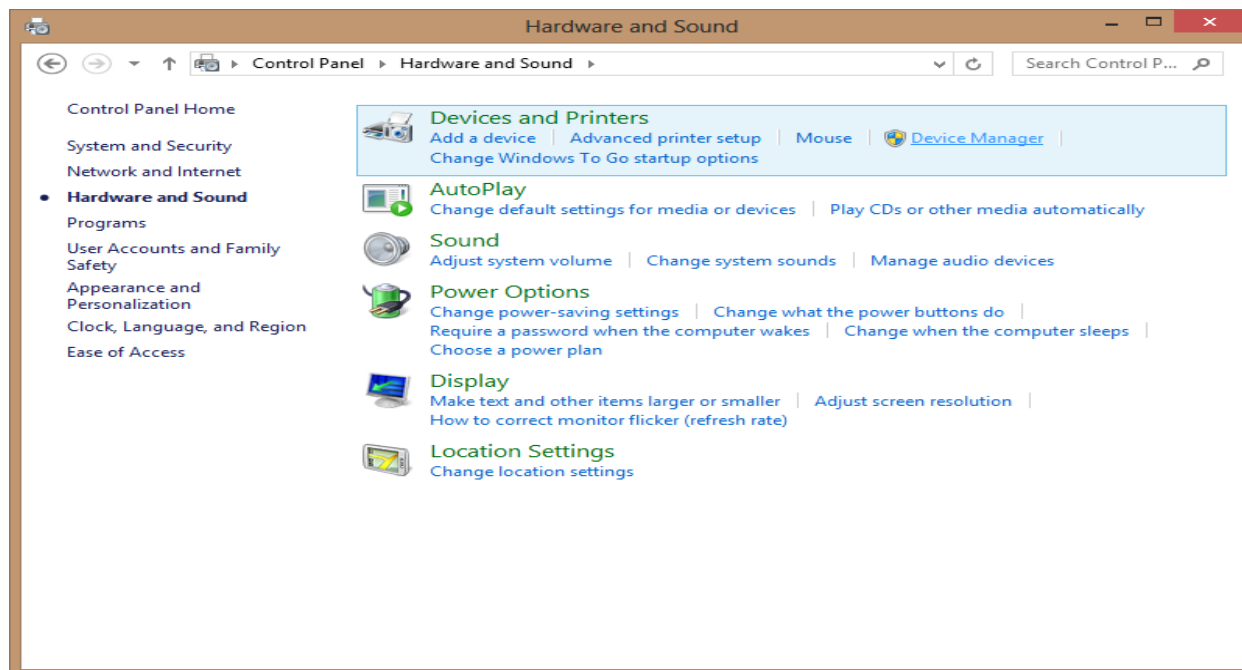 Hardware and Sound
Control Panel Hardware and Sound
Search Control P...
Control Panel Home
System and Security
Network and Internet
Hardware and Sound
Programs
User Accounts and Family
Safety
Appearance and
Personalization
Clock, Language, and Region
Ease of Access
Devices and Printers
Add a device Advanced printer setup Mouse Device Manager
Change Windows To Go startup options
AutoPlay
Change default settings for media or devices Play CDs or other media automatically
Sound
Adjust system volume Change system sounds Manage audio devices
Power Options
Change power-saving settings Change what the power buttons do
Require a password when the computer wakes Change when the computer sleeps
Choose a power plan
Display
Make text and other items larger or smaller Adjust screen resolution
How to correct monitor flicker (refresh rate)
Location Settings
Change location settings